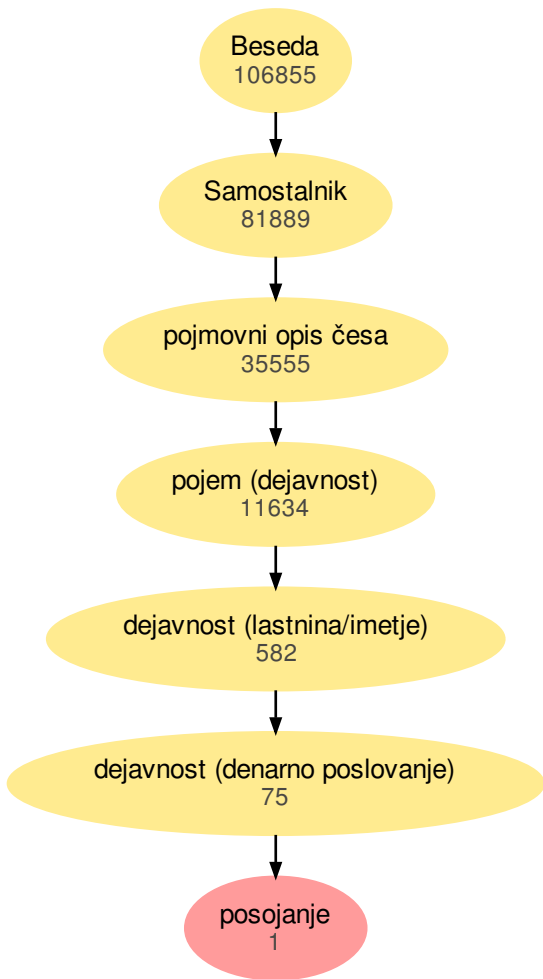 Beseda
106855
Samostalnik
81889
pojmovni opis česa
35555
pojem (dejavnost)
11634
dejavnost (lastnina/imetje)
582
dejavnost (denarno poslovanje)
75
posojanje
1